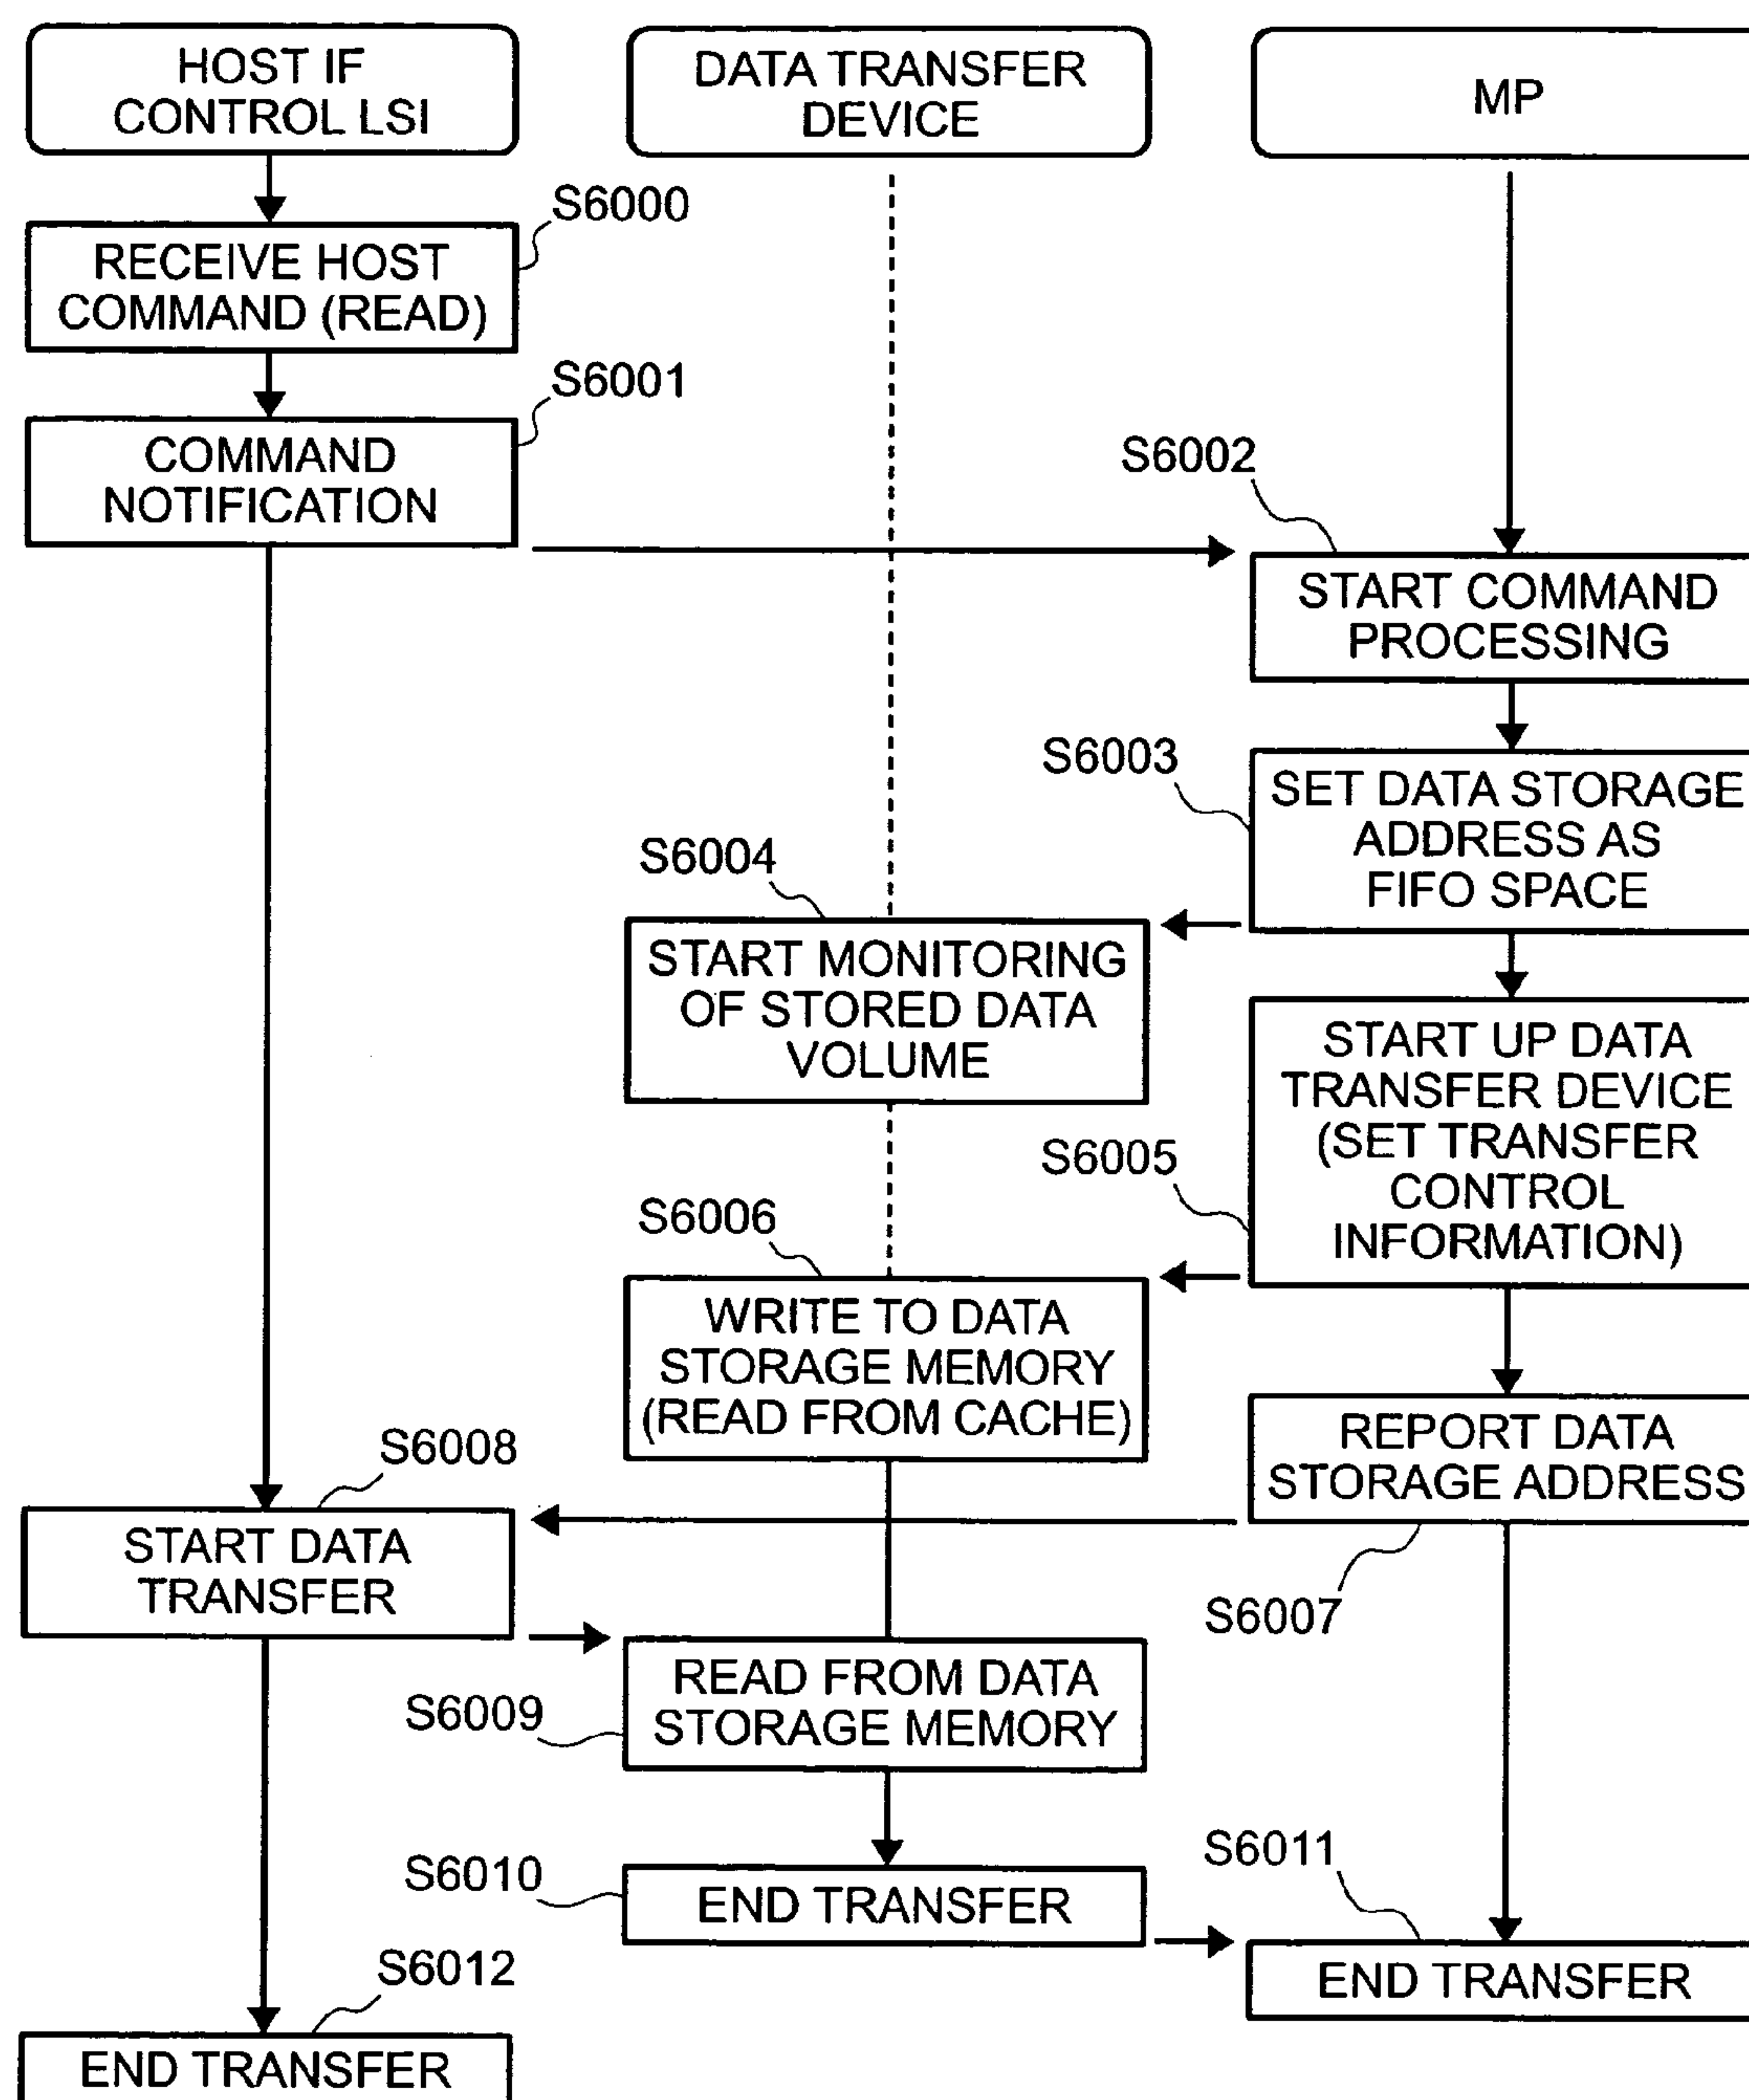 HOST IF
CONTROL LSI
DATA TRANSFER
DEVICE
MP
S6000
RECEIVE HOST
COMMAND (READ)
S6001
COMMAND
NOTIFICATION
S6002
START COMMAND
PROCESSING
S6003
SET DATA STORAGE
ADDRESS AS
FIFO SPACE
S6004
START MONITORING
OF STORED DATA
VOLUME
START UP DATA
TRANSFER DEVICE
(SET TRANSFER
CONTROL
INFORMATION)
S6005
S6006
WRITE TO DATA
STORAGE MEMORY
(READ FROM CACHE)
REPORT DATA
STORAGE ADDRESS
S6007
S6008
START DATA
TRANSFER
READ FROM DATA
STORAGE MEMORY
S6009
S6010
END TRANSFER
S6011
END TRANSFER
S6012
END TRANSFER